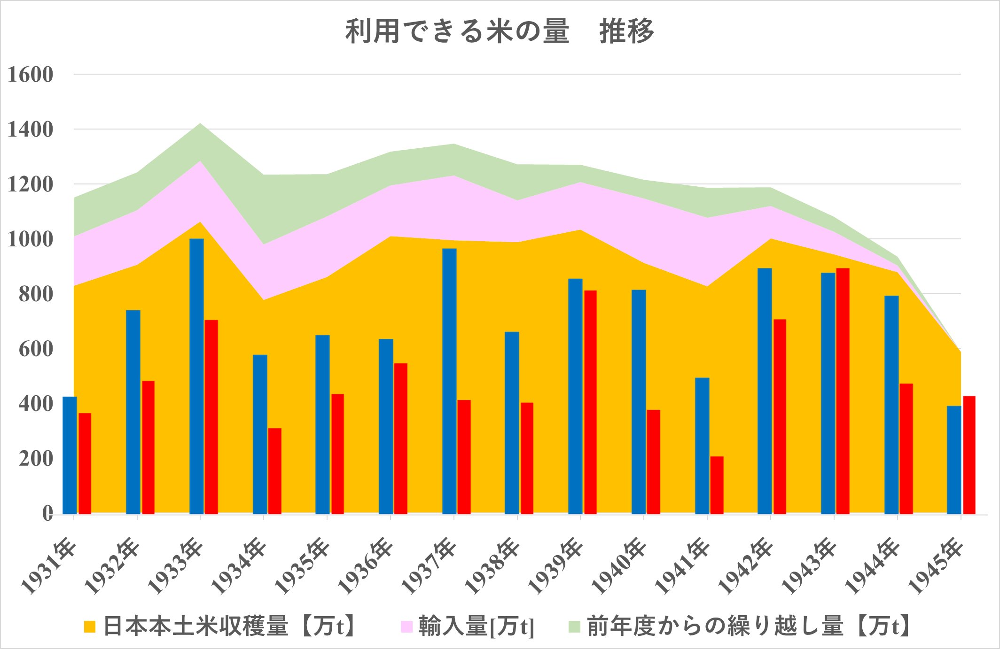 利用できる米の量　推移
1600
1400
1200
1000
800
600
400
200
0
1931年
1932年
1933年
1934年
1935年
1936年
1937年
1938年
1939年
1940年
1941年
1942年
1943年
1944年
1945年
日本本土米収穫量【万t】
輸入量[万t]
前年度からの繰り越し量【万t】